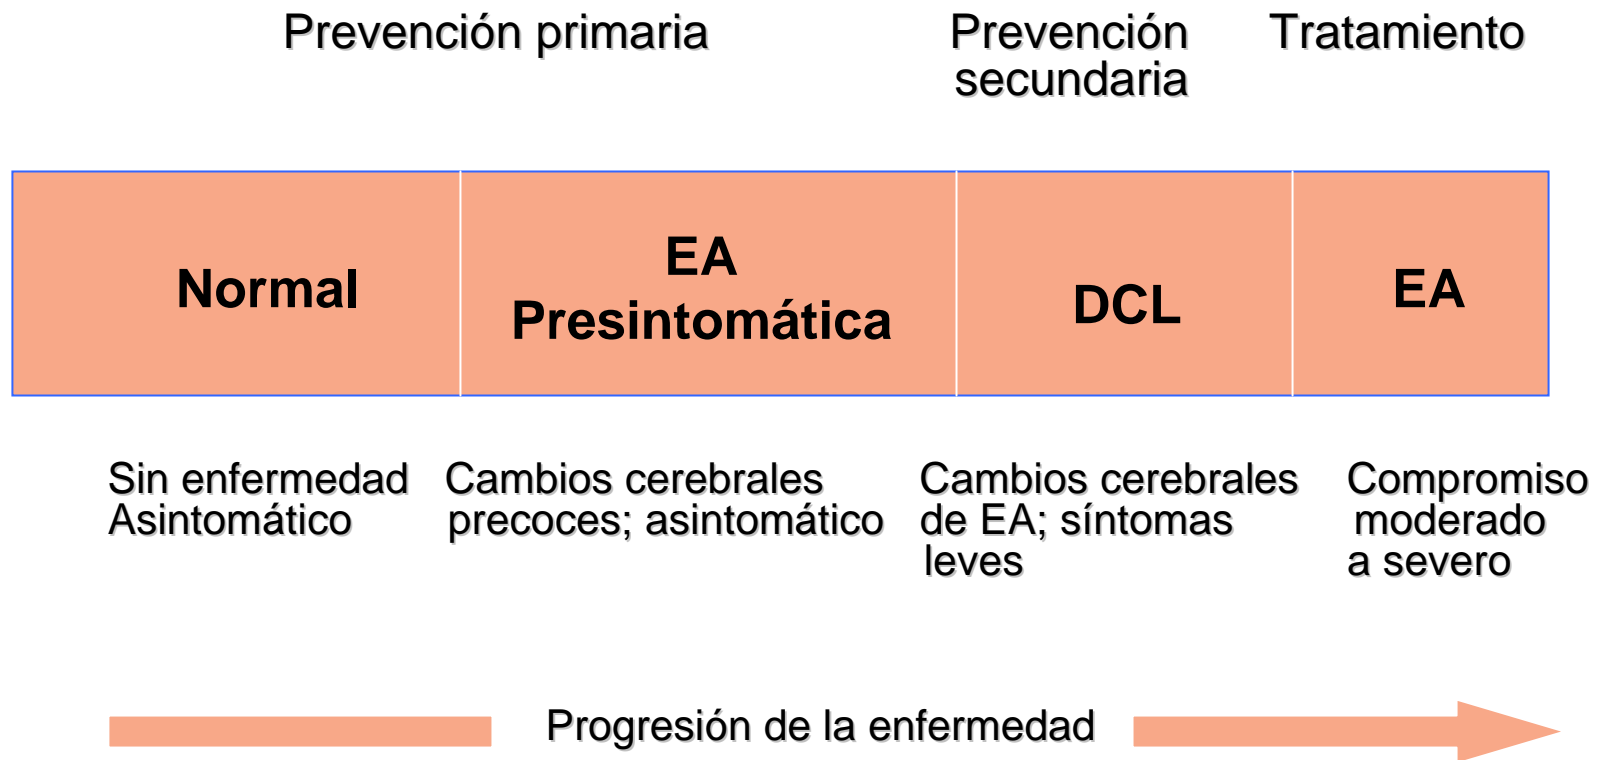 Prevención primaria
Prevención
secundaria
Tratamiento
Normal
EA
Presintomática
DCL
EA
Sin enfermedad
Asintomático
Cambios cerebrales
precoces; asintomático
Cambios cerebrales
de EA; síntomas
leves
Compromiso
moderado
a severo
Progresión de la enfermedad